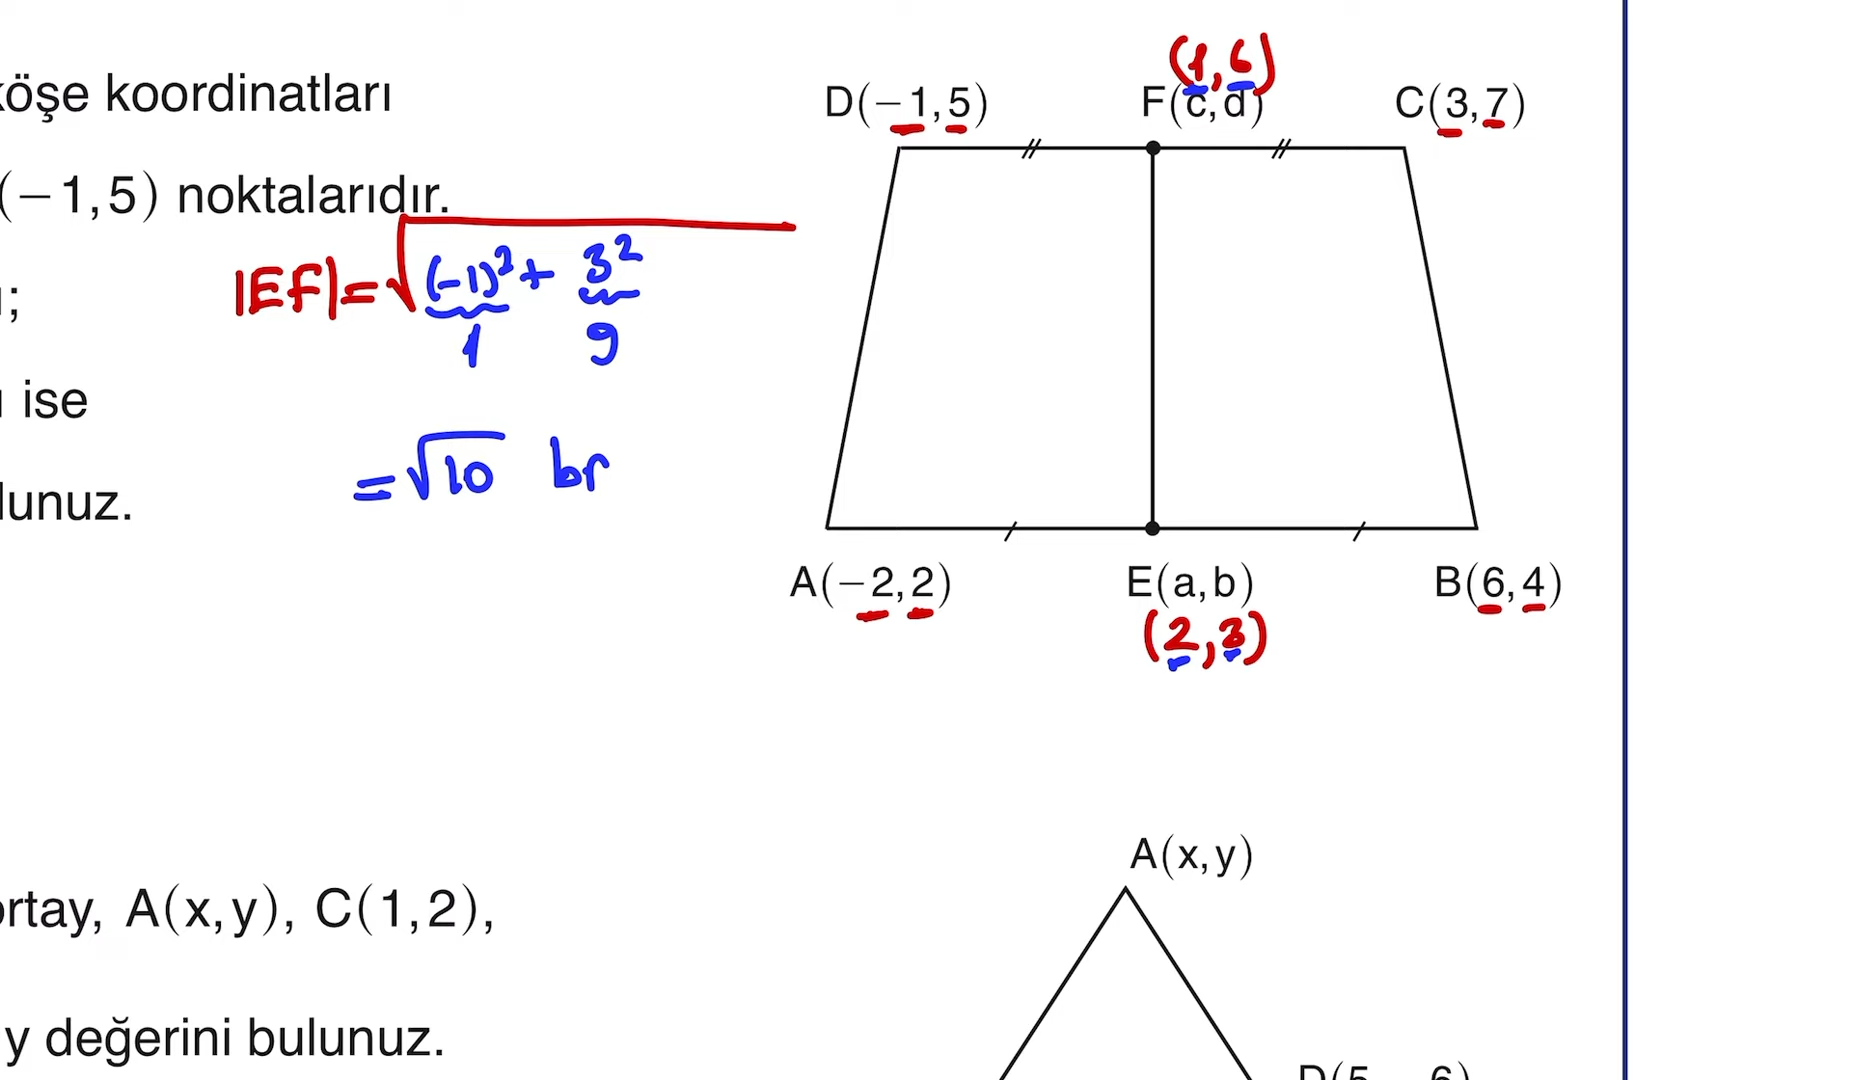 köşe koordinatları
(−1,5) noktalarıdır.
;
ise
lunuz.
|EF| = √(-1)² + 3²
1 9
= √10 br
(1,6)
D(−1,5) F(c,d) C(3,7)
A(−2,2) E(a,b) B(6,4)
(2,3)
ortay, A(x,y), C(1,2),
y değerini bulunuz.
A(x,y)